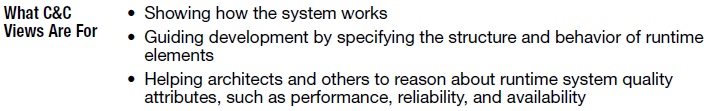 What C&C
Views Are For
• Showing how the system works
• Guiding development by specifying the structure and behavior of runtime
elements
• Helping architects and others to reason about runtime system quality
attributes, such as performance, reliability, and availability